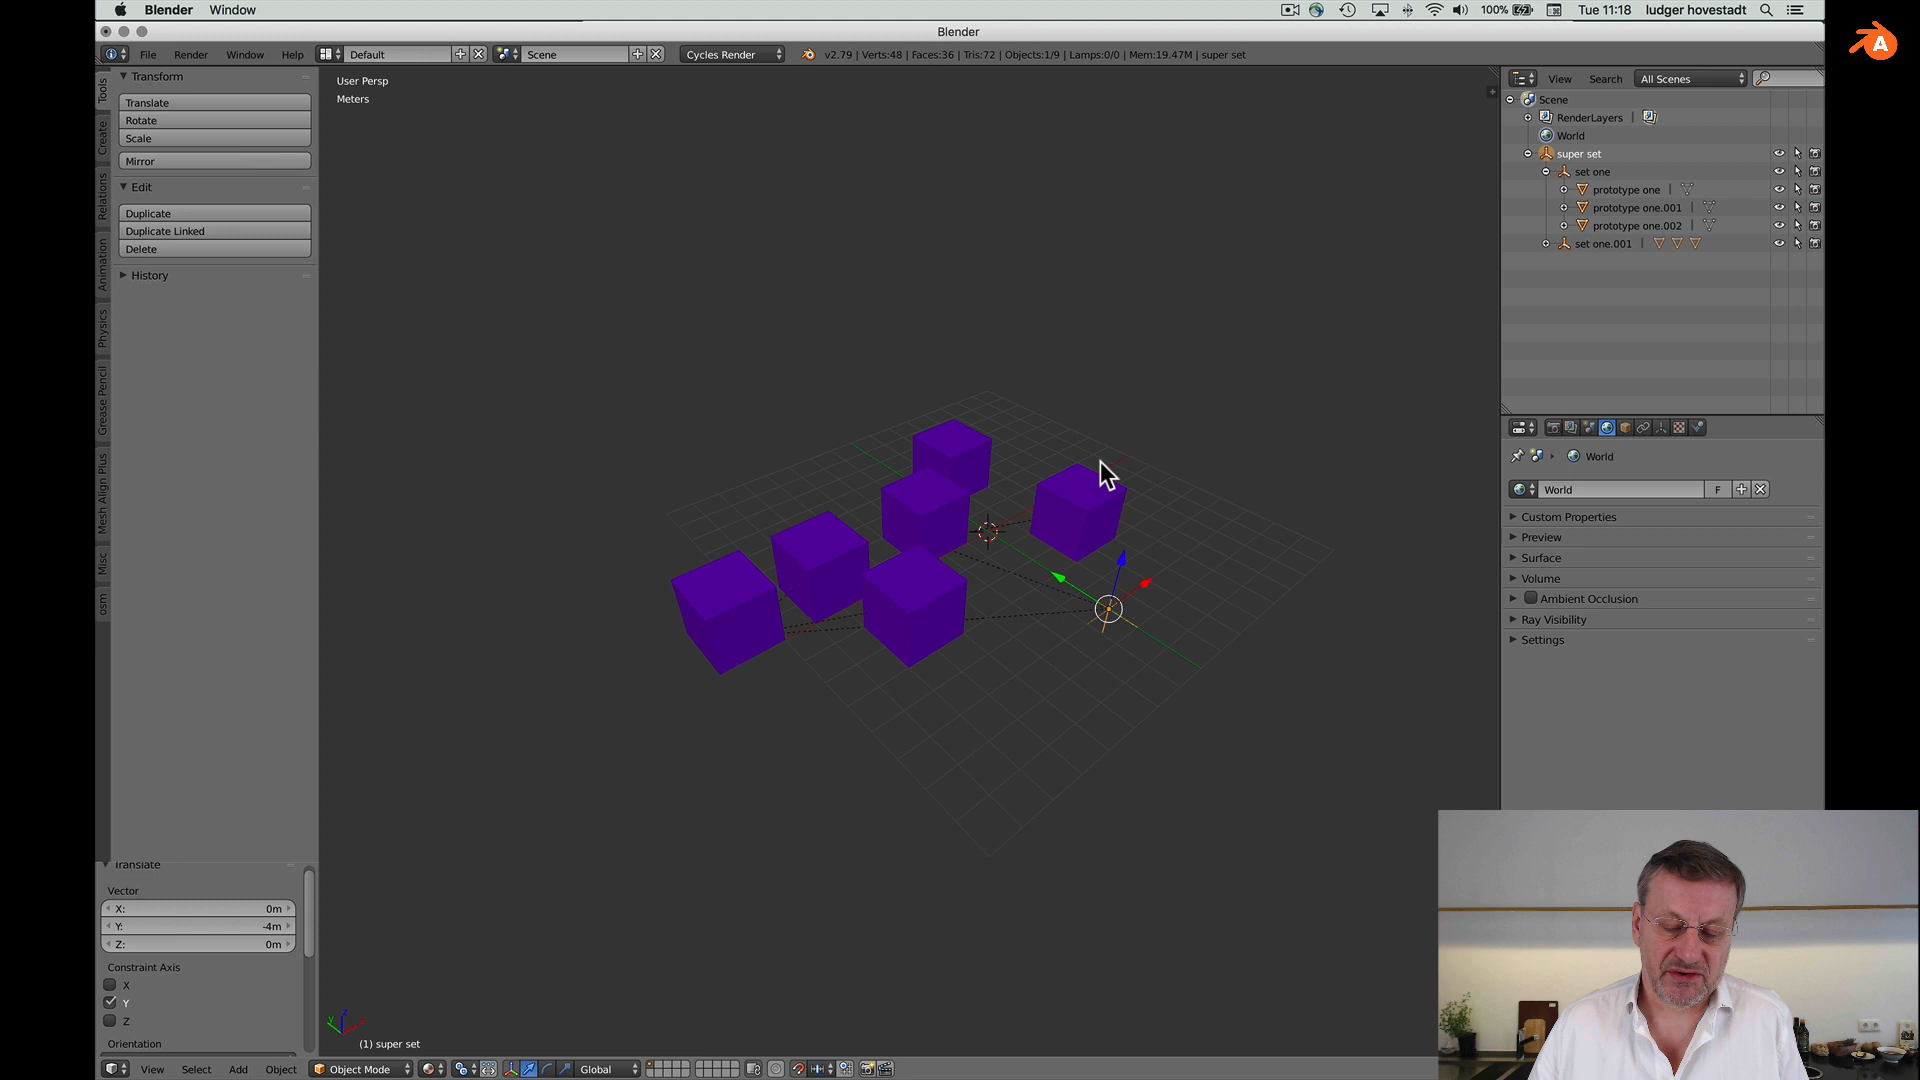 Blender Window 100% Tue 11:18 ludger hovestadt
Blender
File Render Window Help Default Scene Cycles Render v2.79 | Verts:48 | Faces:36 | Tris:72 | Objects:1/9 | Lamps:0/0 | Mem:19.47M | super set
Tools
Create
Relations
Animation
Physics
Grease Pencil
Mesh Align Plus
Misc
osm
Transform
Translate
Rotate
Scale
Mirror
Edit
Duplicate
Duplicate Linked
Delete
History
User Persp
Meters
Translate
Vector
X: 0m
Y: -4m
Z: 0m
Constraint Axis
X
Y
Z
Orientation
(1) super set
View Select Add Object Object Mode Global
View Search All Scenes
Scene
RenderLayers |
World
super set
set one
prototype one |
prototype one.001 |
prototype one.002 |
set one.001 |
World
World F
Custom Properties
Preview
Surface
Volume
Ambient Occlusion
Ray Visibility
Settings
A